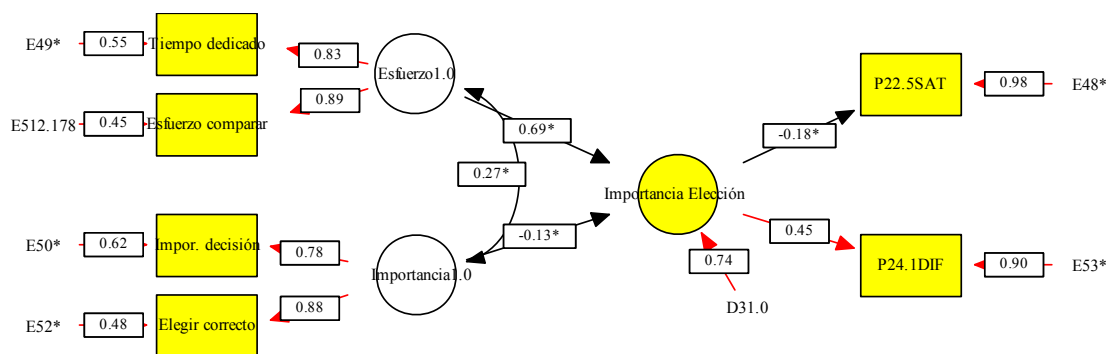 E49*
0.55
Tiempo dedicado
0.83
Esfuerzo1.0
P22.5SAT
0.98
E48*
E512.178
0.45
Esfuerzo comparar
0.89
0.69*
-0.18*
0.27*
Importancia Elección
E50*
0.62
Impor. decisión
0.78
-0.13*
0.45
Importancia1.0
0.74
P24.1DIF
0.90
E53*
E52*
0.48
Elegir correcto
0.88
D31.0